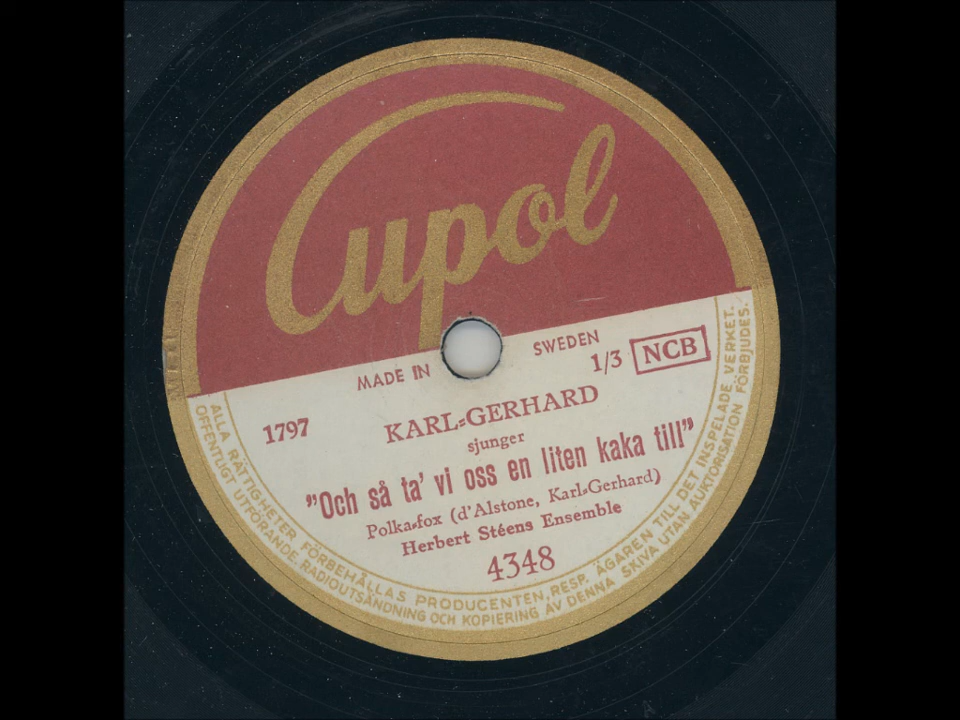 Cupol
MADE IN SWEDEN
1/3 NCB
1797
KARL-GERHARD
sjunger
"Och så ta' vi oss en liten kaka till"
Polka-fox (d'Alstone, Karl-Gerhard)
Herbert Stéens Ensemble
4348
ALLA RÄTTIGHETER FÖRBEHÅLLAS PRODUCENTEN, RESP. ÄGAREN TILL DET INSPELADE VERKET.
OFFENTLIGT UTFÖRANDE. RADIOUTSÄNDNING OCH KOPIERING AV DENNA SKIVA UTAN AUKTORISATION FÖRBJUDES.